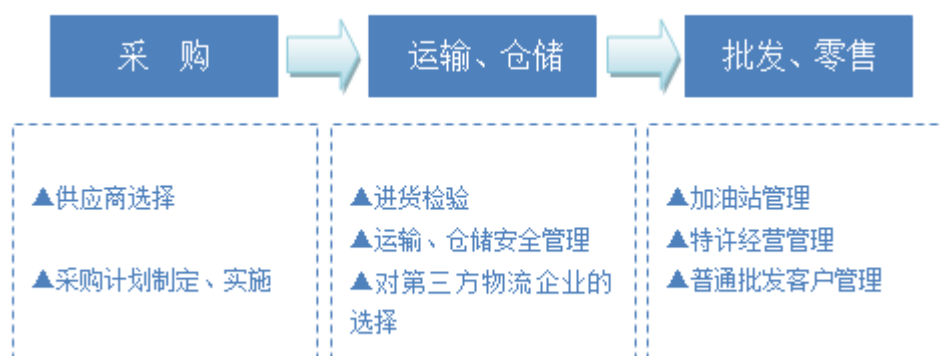 采 购
运输、仓储
批发、零售
▲供应商选择
▲采购计划制定、实施
▲进货检验
▲运输、仓储安全管理
▲对第三方物流企业的
选择
▲加油站管理
▲特许经营管理
▲普通批发客户管理